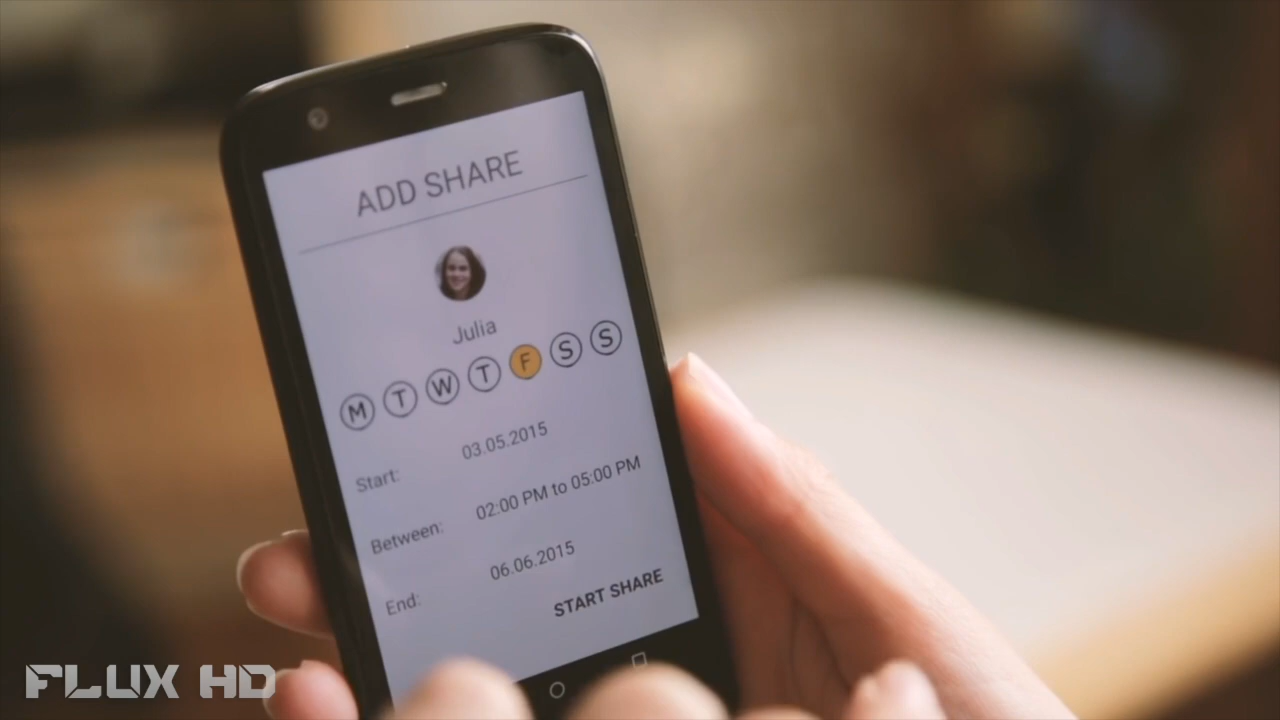 ADD SHARE
Julia
M T W T F S S
Start: 03.05.2015
Between: 02:00 PM to 05:00 PM
End: 06.06.2015
START SHARE
FLUX HD